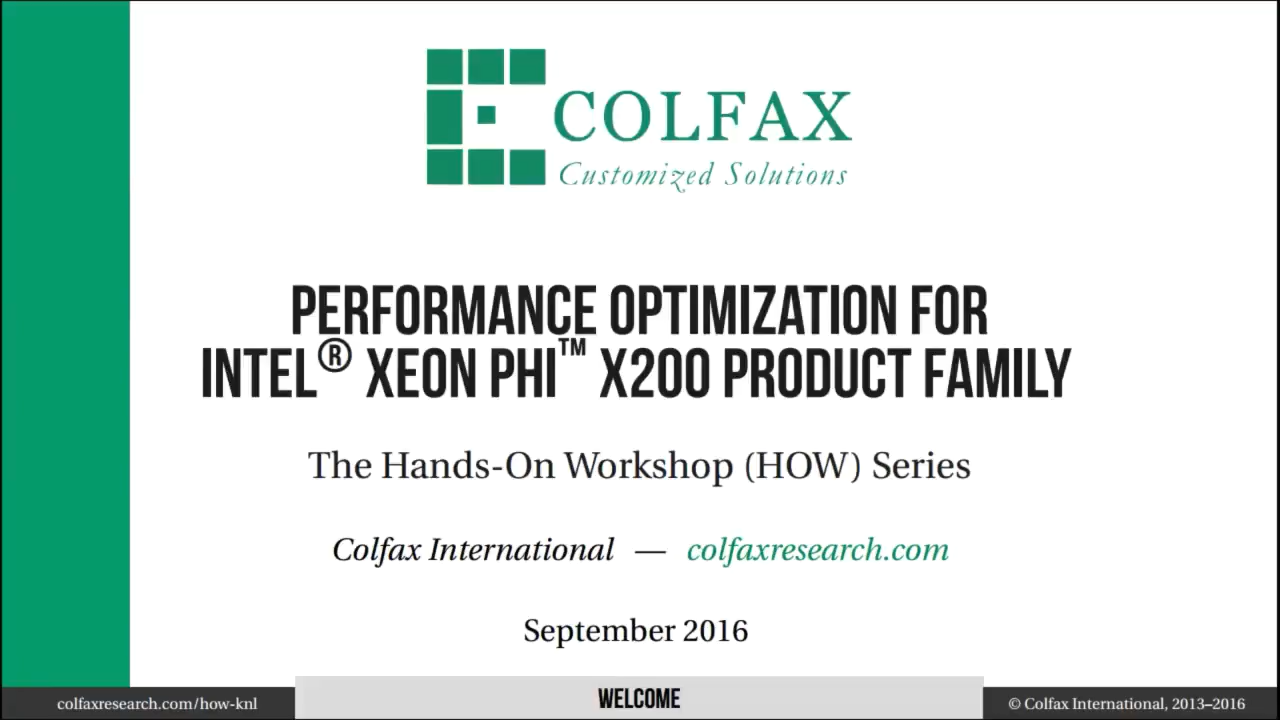 COLFAX
Customized Solutions
PERFORMANCE OPTIMIZATION FOR
INTEL® XEON PHI™ X200 PRODUCT FAMILY
The Hands-On Workshop (HOW) Series
Colfax International — colfaxresearch.com
September 2016
colfaxresearch.com/how-knl
WELCOME
© Colfax International, 2013–2016